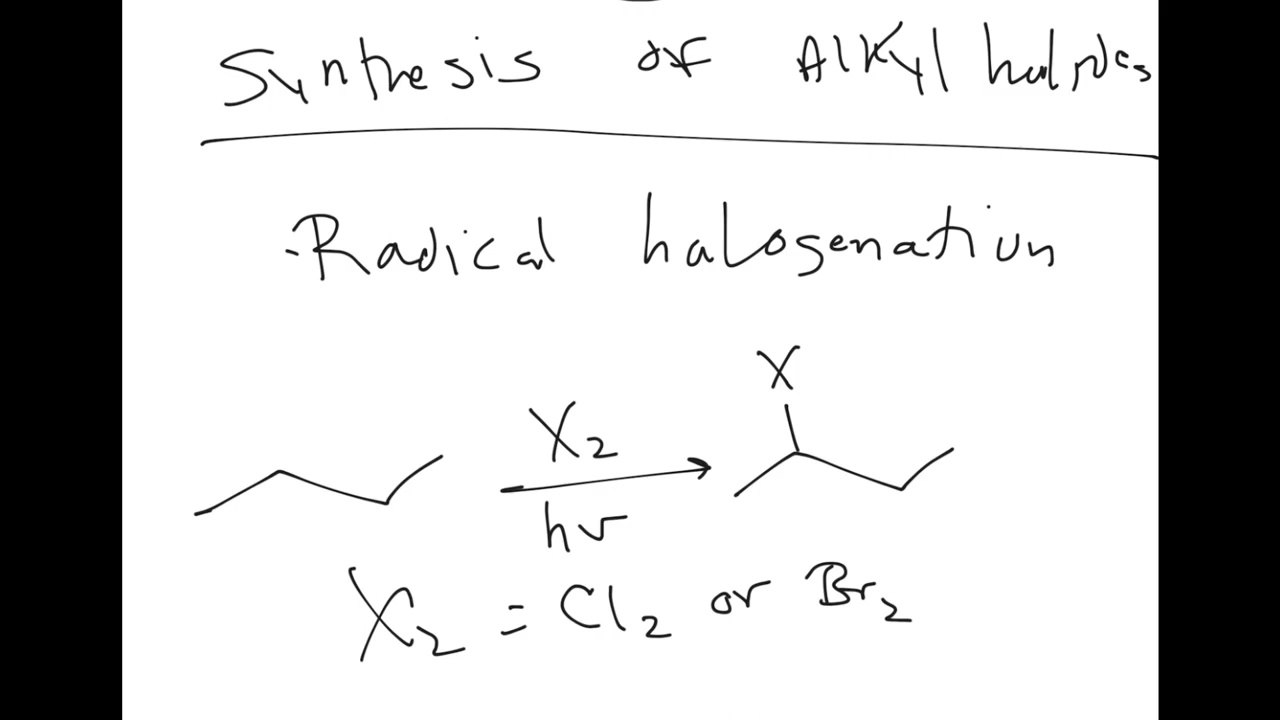 Synthesis of Alkyl halides
·Radical halogenation
X
X₂
hν
X₂ = Cl₂ or Br₂